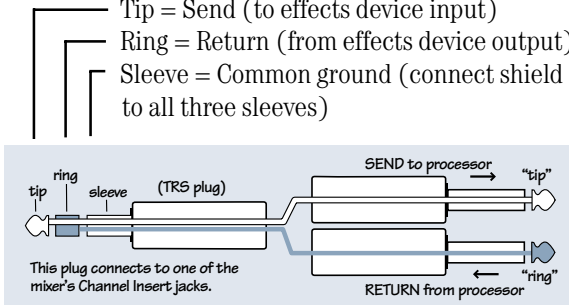 Tip = Send (to effects device input)
Ring = Return (from effects device output)
Sleeve = Common ground (connect shield
to all three sleeves)
SEND to processor
ring
"tip"
tip
sleeve
(TRS plug)
This plug connects to one of the
mixer's Channel Insert jacks.
"ring"
RETURN from processor